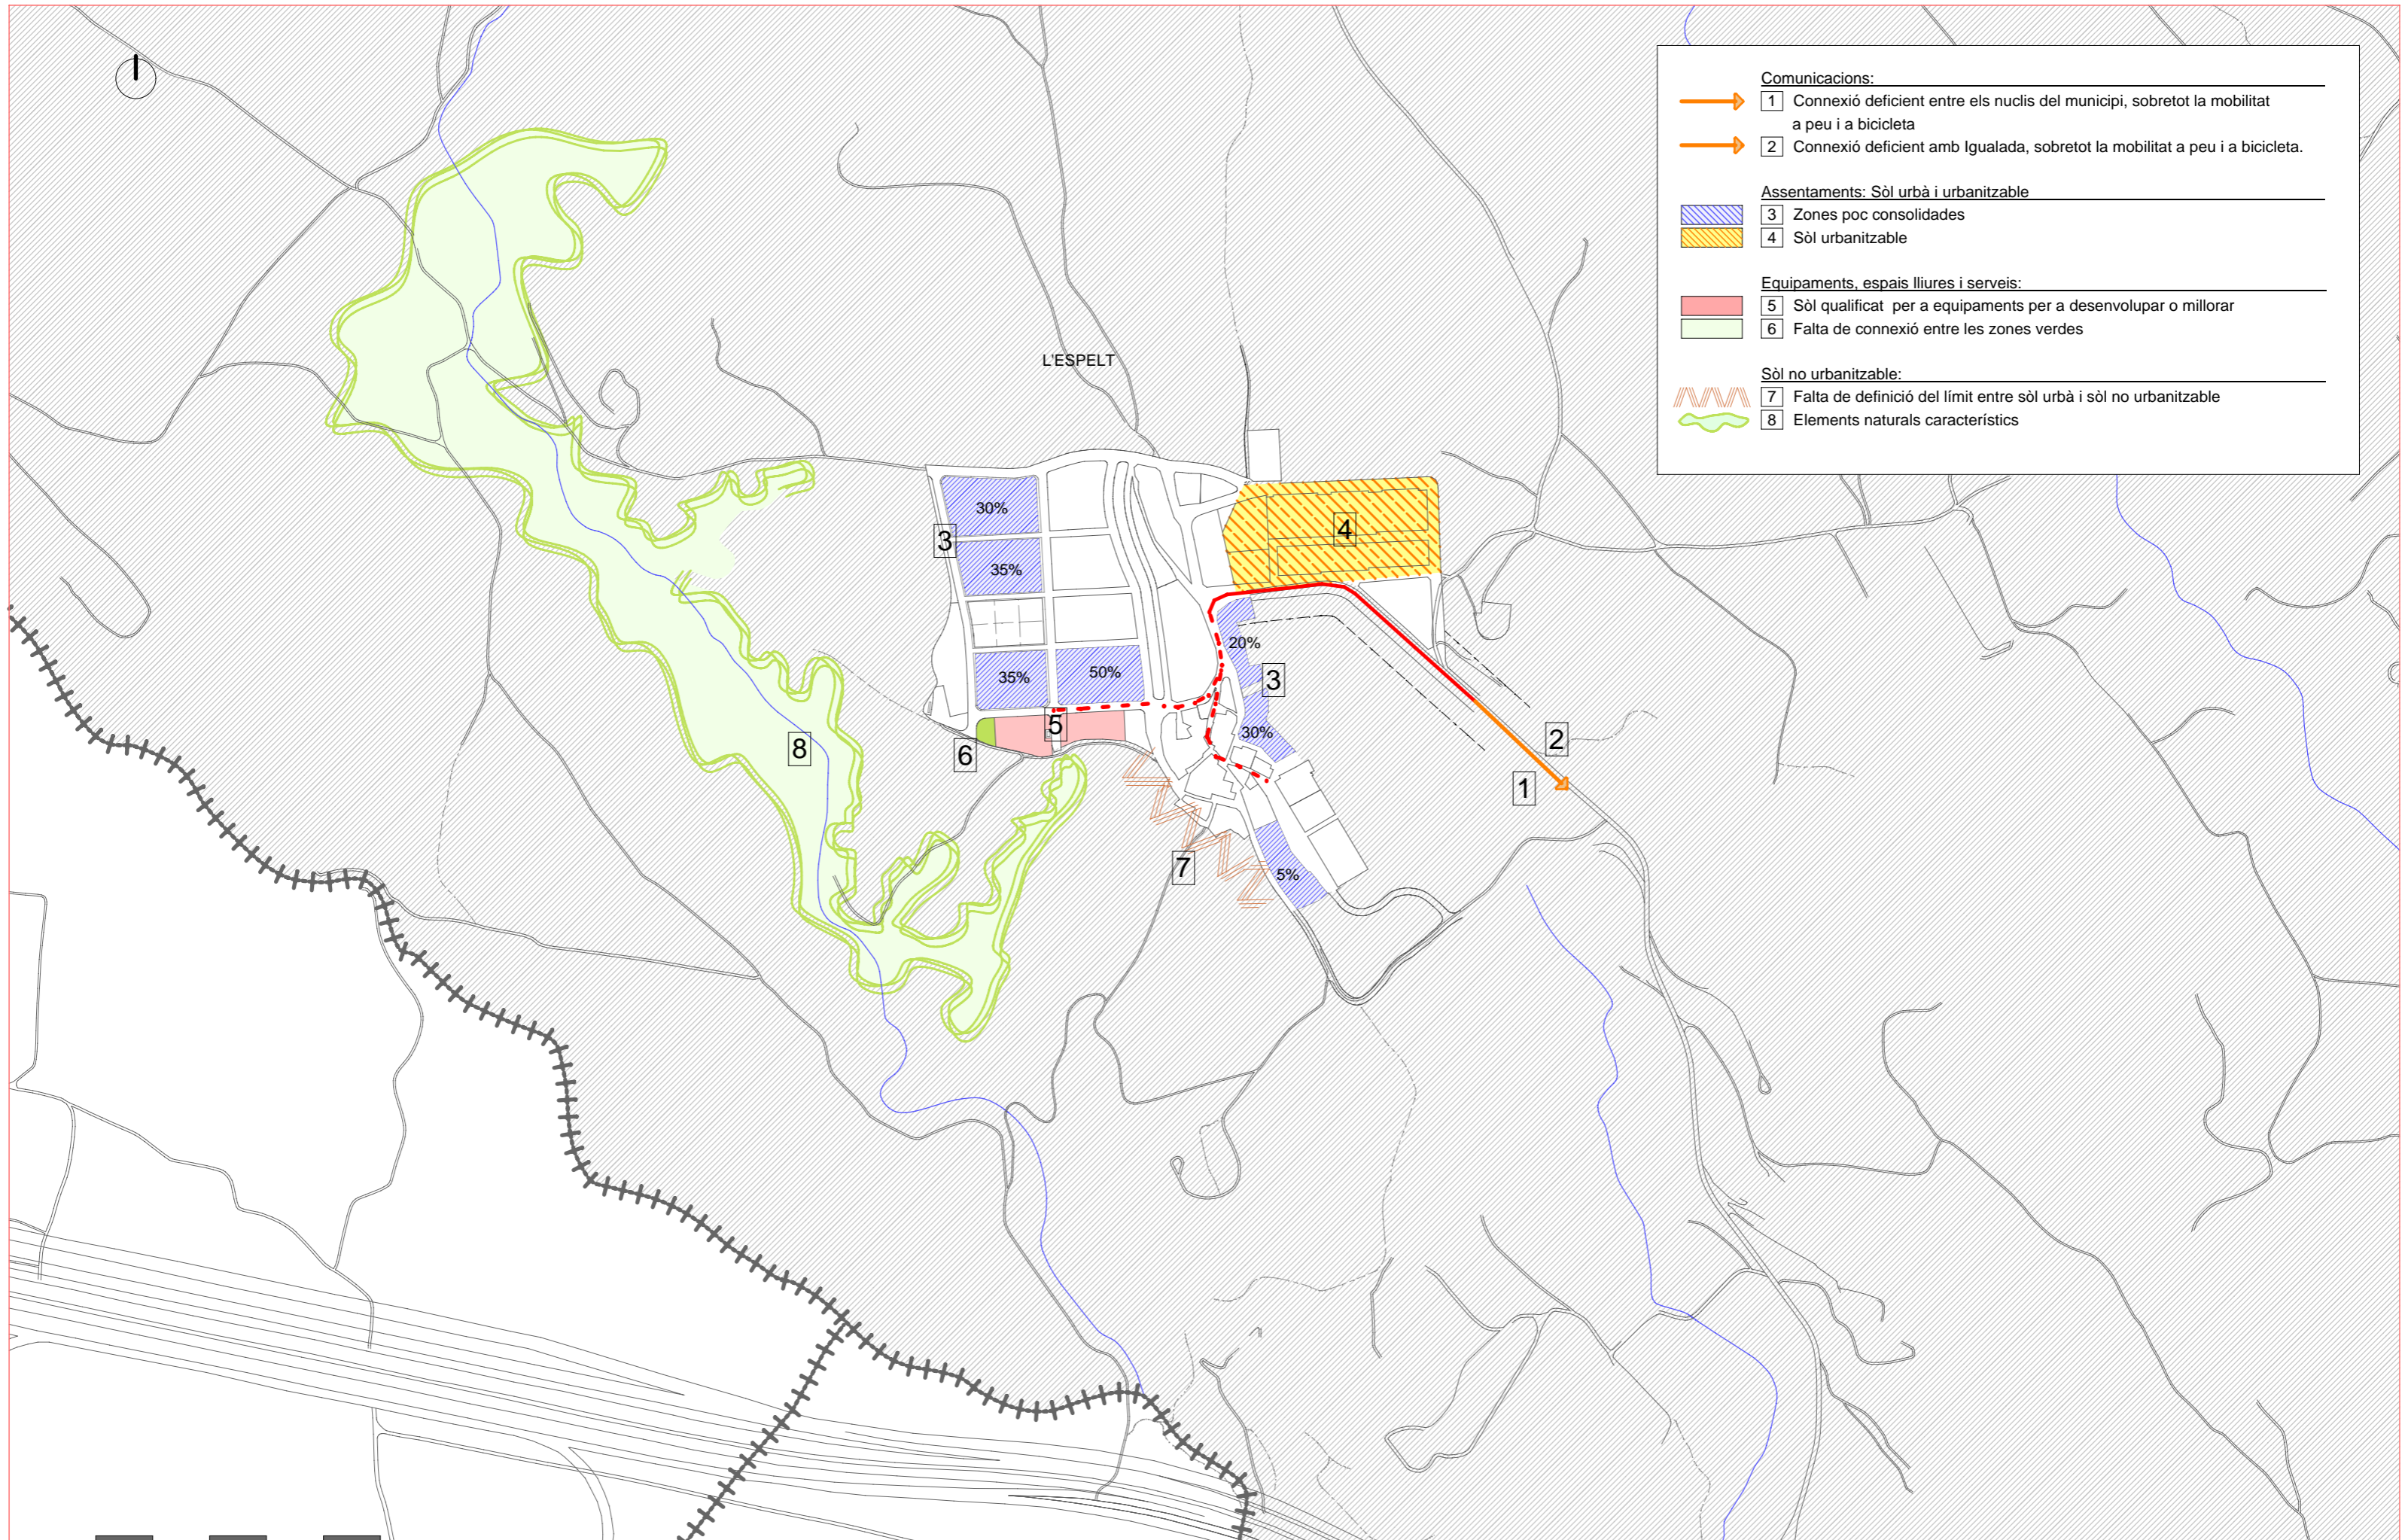 Comunicacions:
1 Connexió deficient entre els nuclis del municipi, sobretot la mobilitat
a peu i a bicicleta
2 Connexió deficient amb Igualada, sobretot la mobilitat a peu i a bicicleta.
Assentaments: Sòl urbà i urbanitzable
3 Zones poc consolidades
4 Sòl urbanitzable
Equipaments, espais lliures i serveis:
5 Sòl qualificat per a equipaments per a desenvolupar o millorar
6 Falta de connexió entre les zones verdes
Sòl no urbanitzable:
7 Falta de definició del límit entre sòl urbà i sòl no urbanitzable
8 Elements naturals característics
L'ESPELT
30%
4
3
35%
20%
35%
50%
3
5
30%
6
8
2
1
7
5%